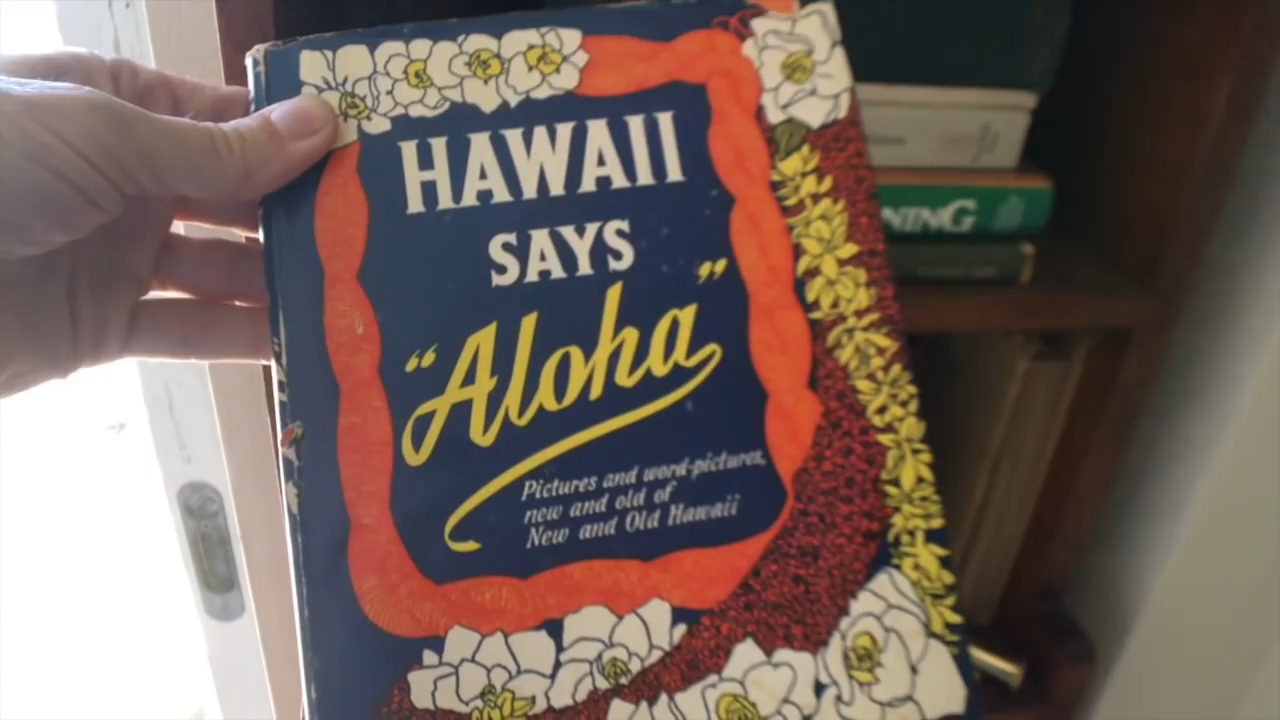 HAWAII
SAYS
“Aloha”
Pictures and word-pictures,
new and old of
New and Old Hawaii
NING